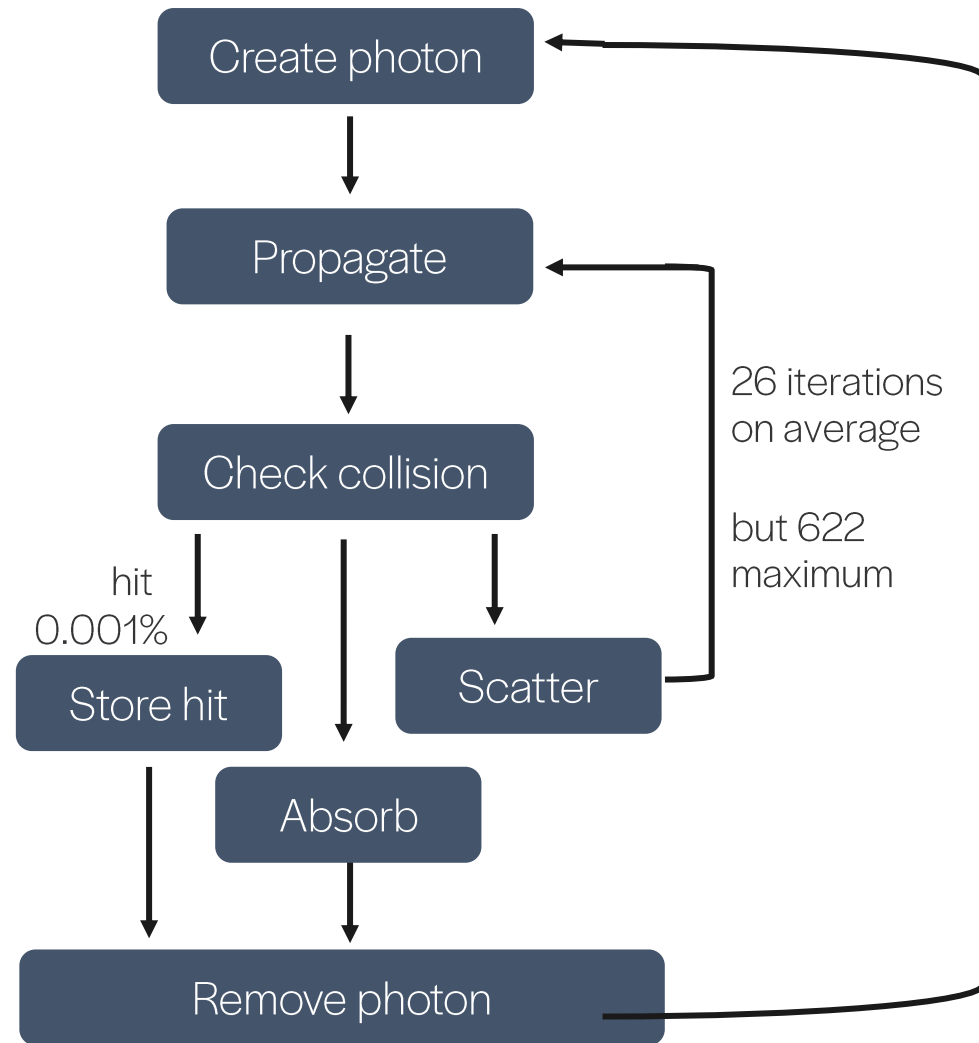 Create photon
Propagate
26 iterations
on average
Check collision
but 622
maximum
hit
0.001%
Store hit
Scatter
Absorb
Remove photon